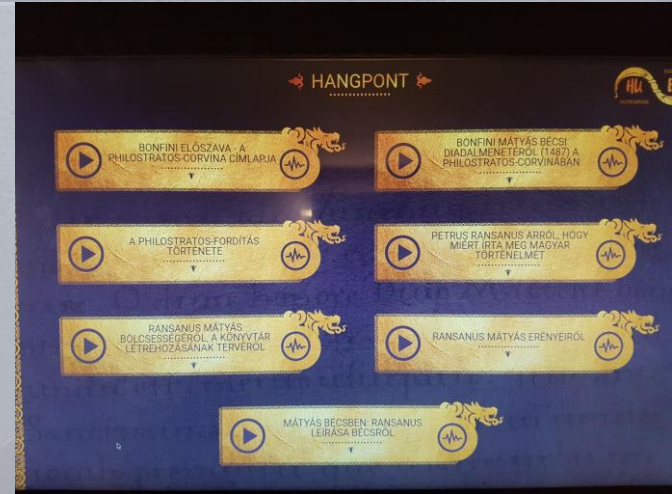 HANGPONT
HU
BONFINI ELŐSZAVA - A
PHILOSTRATOS-CORVINA CÍMLAPJA
BONFINI MÁTYÁS BÉCSI
DIADALMENETÉRŐL (1487) A
PHILOSTRATOS-CORVINÁBAN
A PHILOSTRATOS-FORDÍTÁS
TÖRTÉNETE
PETRUS RANSANUS ARRÓL, HOGY
MIÉRT ÍRTA MEG MAGYAR
TÖRTÉNELMÉT
RANSANUS MÁTYÁS
BÖLCSESSÉGÉRŐL, A KÖNYVTÁR
LÉTREHOZÁSÁNAK TERVÉRŐL
RANSANUS MÁTYÁS ERÉNYEIRŐL
MÁTYÁS BÉCSBEN: RANSANUS
LEÍRÁSA BÉCSRŐL